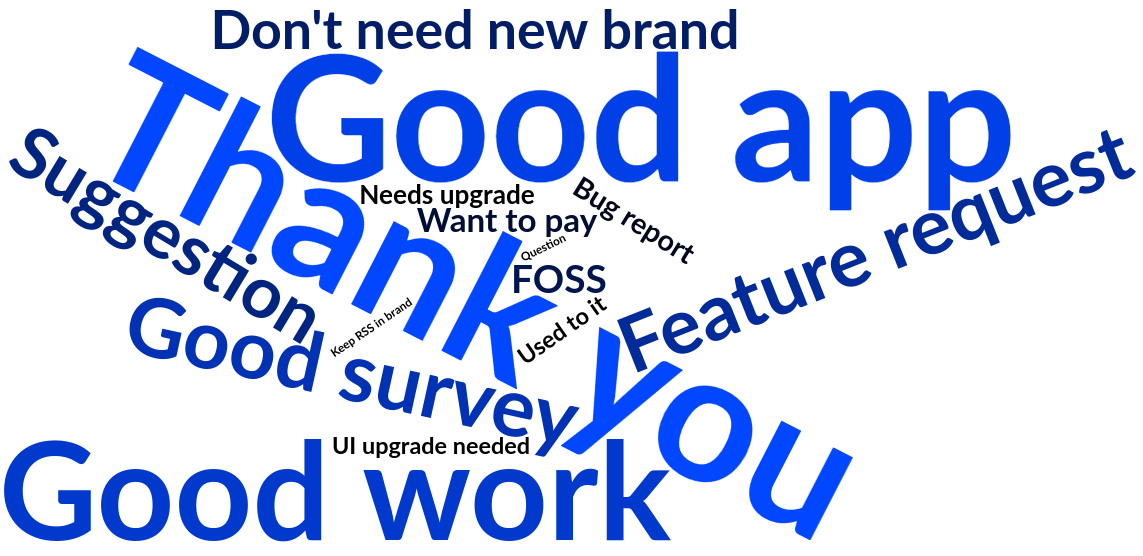 Don't need new brand
Good app
Thank you
Suggestion
Needs upgrade
Bug report
Want to pay
Question
FOSS
Feature request
Keep RSS in brand
Used to it
Good survey
UI upgrade needed
Good work